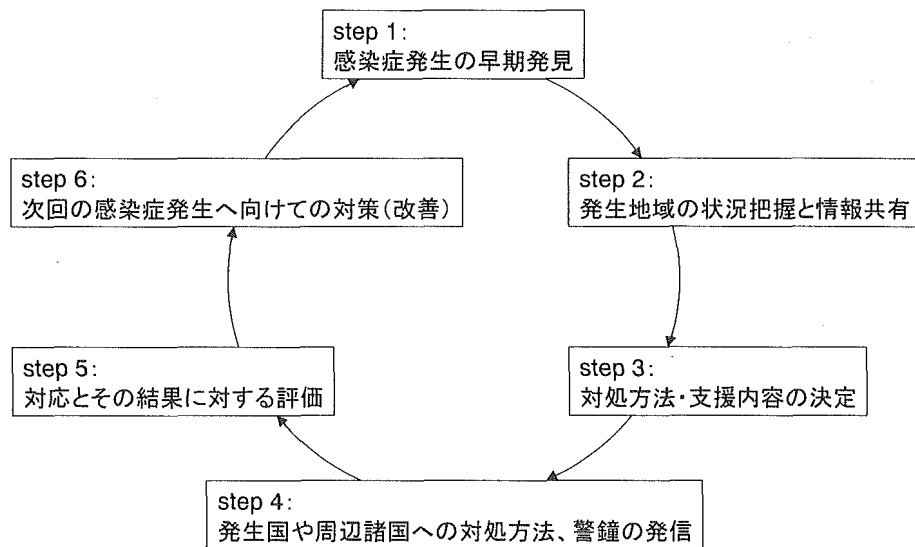 step 1:
感染症発生の早期発見
step 2:
発生地域の状況把握と情報共有
step 3:
対処方法・支援内容の決定
step 4:
発生国や周辺諸国への対処方法、警鐘の発信
step 5:
対応とその結果に対する評価
step 6:
次回の感染症発生へ向けての対策(改善)